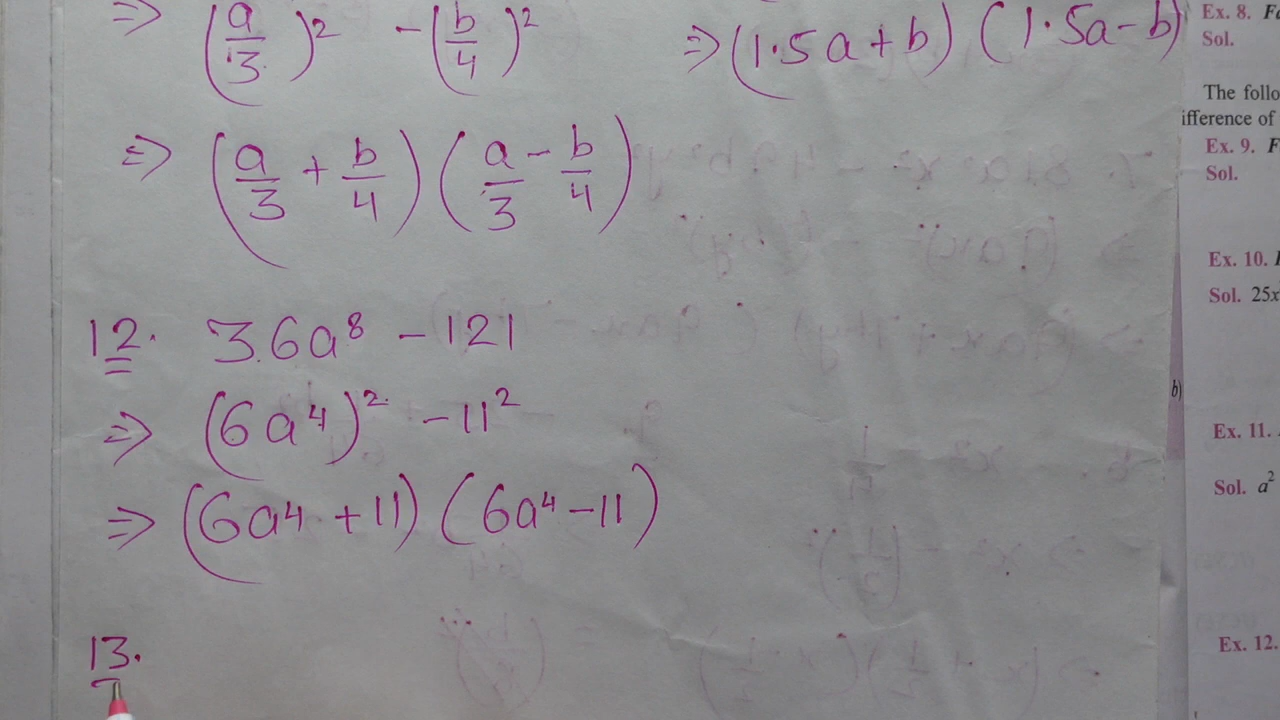 ⇒ (a/3)² - (b/4)²
⇒ (1.5a + b) (1.5a - b)
⇒ (a/3 + b/4) (a/3 - b/4)
12. 36a⁸ - 121
⇒ (6a⁴)² - 11²
⇒ (6a⁴ + 11) (6a⁴ - 11)
13.
Ex. 8.
Sol.
The follo
ifference of
Ex. 9. F
Sol.
Ex. 10.
Sol. 25x
b)
Ex. 11.
Sol. a²
Ex. 12.